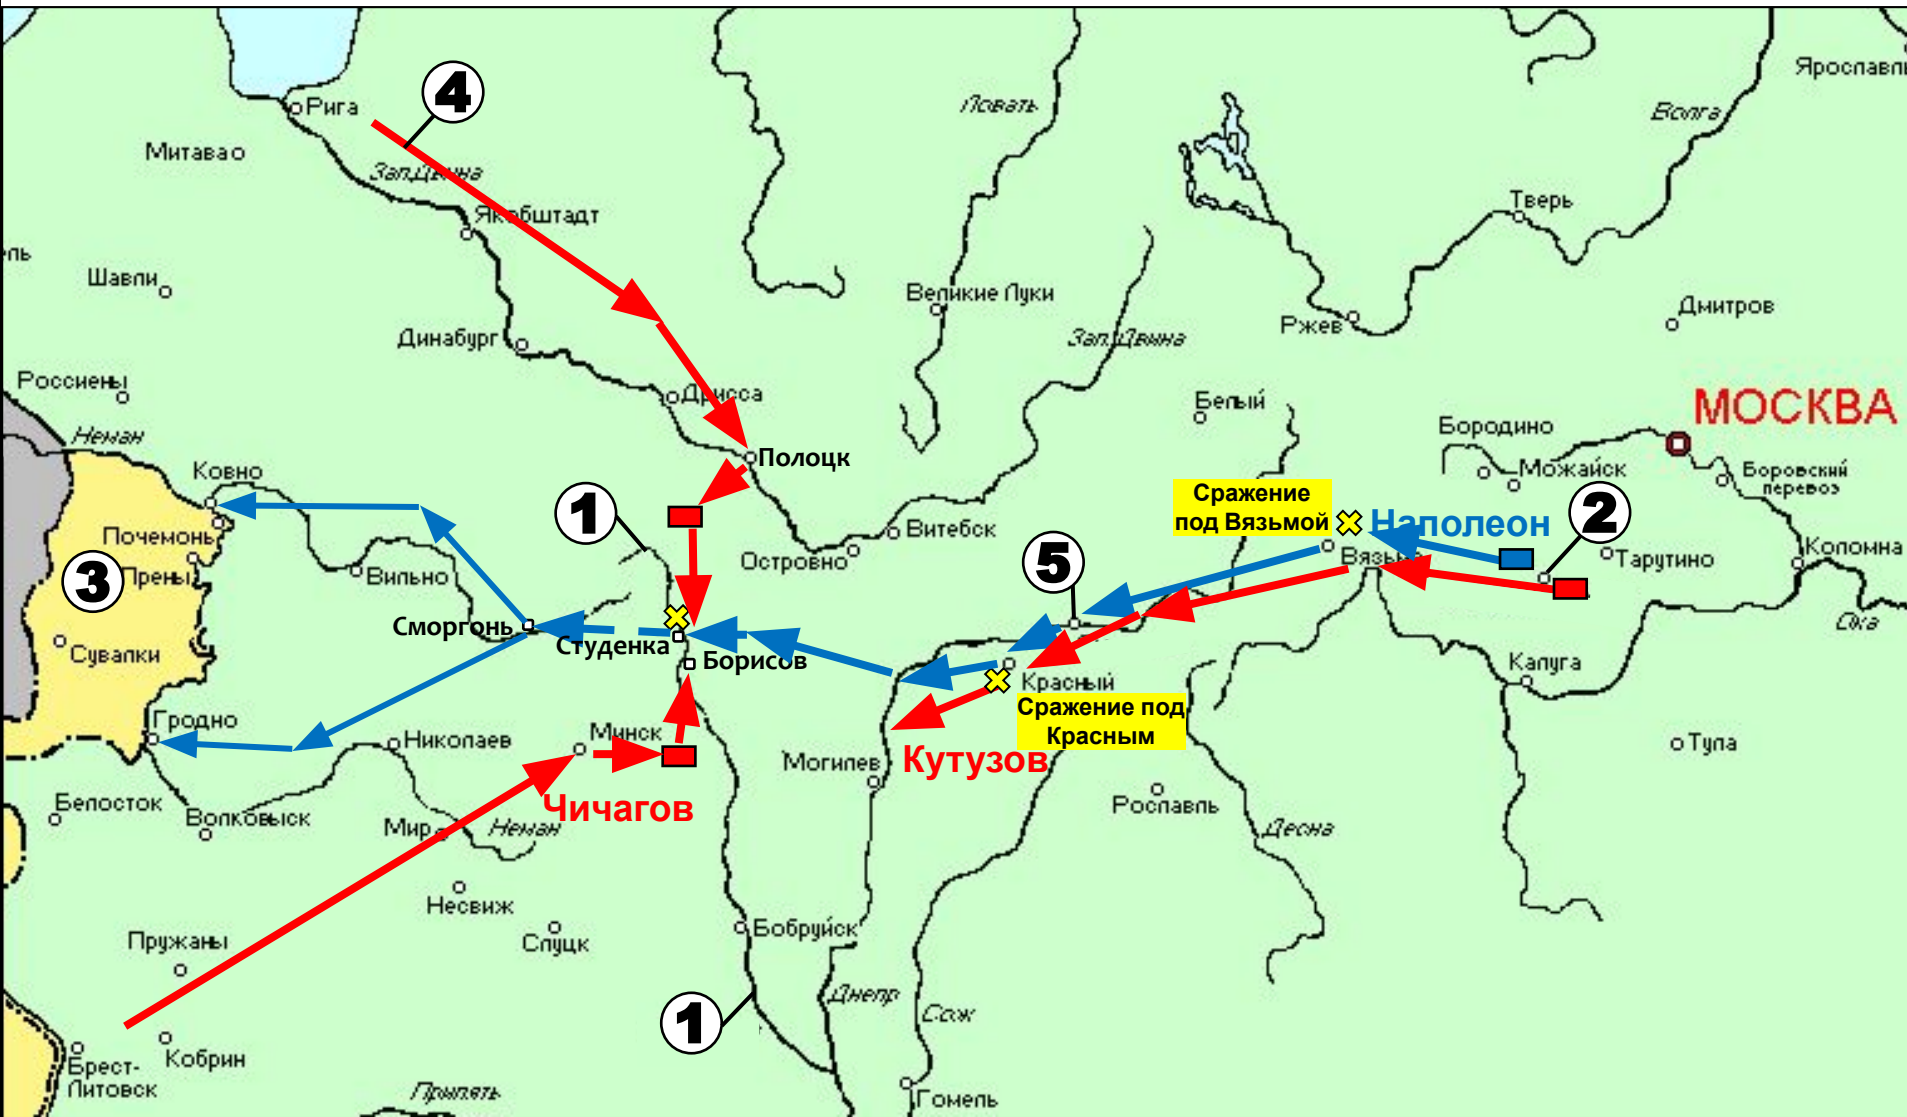 Ярославл
4
Рига
Ловать
Волга
Митава
Зап.Двина
Якобштадт
Тверь
ль
Шавли
Великие Луки
Дмитров
Динабург
Зап.Двина
Ржев
Россиены
Дрисса
Белый
МОСКВА
Неман
Бородино
Ковно
Полоцк
Можайск
Боровский
перевоз
Сражение
под Вязьмой
1
Наполеон
2
Почемонь
Витебск
Вязьма
Тарутино
Коломна
Островно
5
3
Прены
Вильно
Сморгонь
Студенка
Борисов
Ока
Сувалки
Красный
Калуга
Гродно
Сражение под
Красным
Николаев
Минск
Тула
Могилев
Кутузов
Белосток
Чичагов
Рославль
Волковыск
Мир
Неман
Десна
Несвиж
Слуцк
Бобруйск
Пружаны
Днепр
Сож
1
Кобрин
Брест-
Литовск
Припять
Гомель